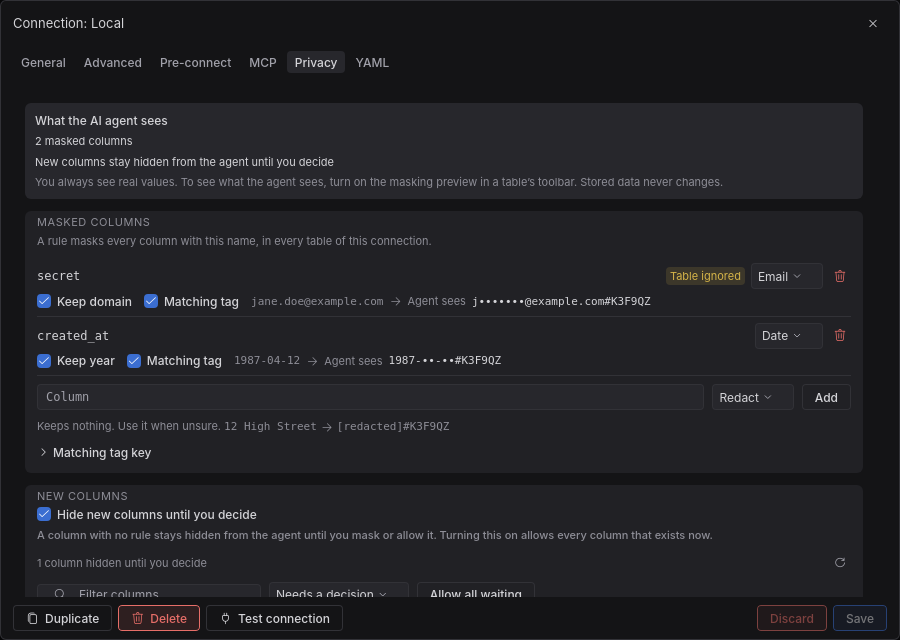 Connection: Local
General Advanced Pre-connect MCP Privacy YAML
What the AI agent sees
2 masked columns
New columns stay hidden from the agent until you decide
You always see real values. To see what the agent sees, turn on the masking preview in a table's toolbar. Stored data never changes.
MASKED COLUMNS
A rule masks every column with this name, in every table of this connection.
secret Table ignored Email
Keep domain Matching tag jane.doe@example.com → Agent sees j•••••••@example.com#K3F9QZ
created_at Date
Keep year Matching tag 1987-04-12 → Agent sees 1987-••-••#K3F9QZ
Column Redact Add
Keeps nothing. Use it when unsure. 12 High Street → [redacted]#K3F9QZ
Matching tag key
NEW COLUMNS
Hide new columns until you decide
A column with no rule stays hidden from the agent until you mask or allow it. Turning this on allows every column that exists now.
1 column hidden until you decide
Filter columns Needs a decision Allow all waiting
Duplicate Delete Test connection Discard Save